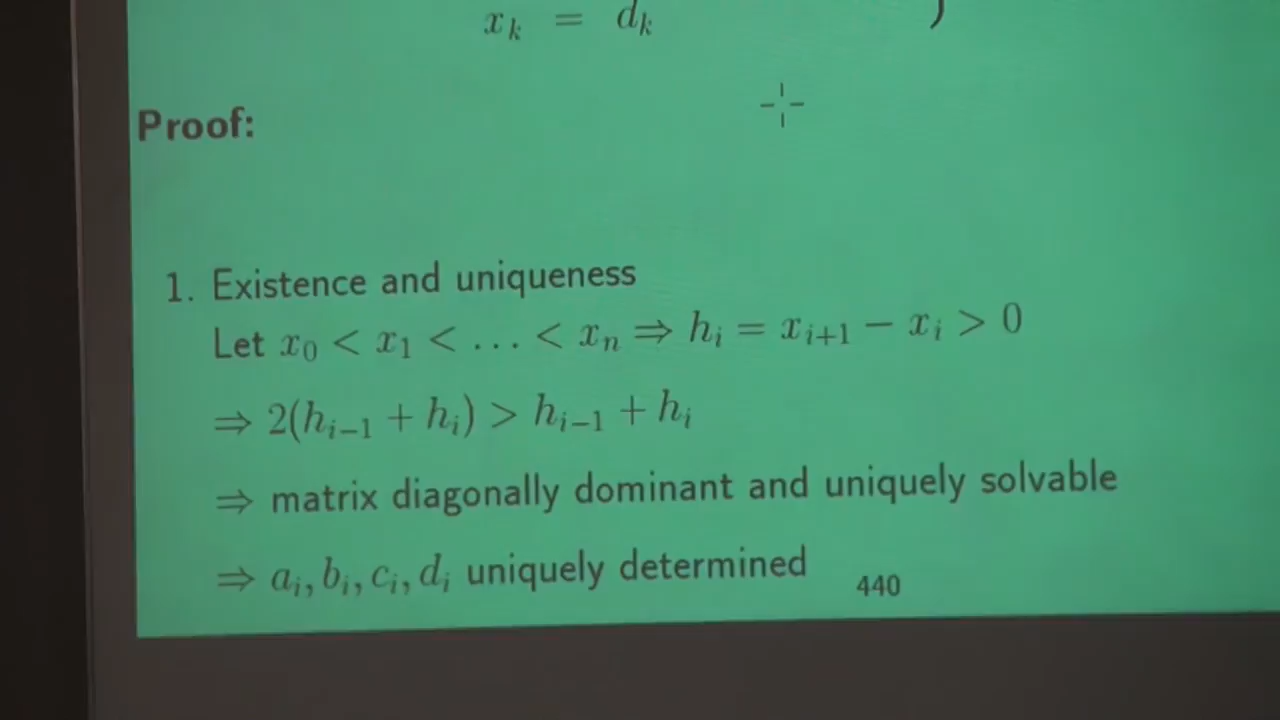 x_k = d_k )
Proof:
1. Existence and uniqueness
Let x_0 < x_1 < ... < x_n ⇒ h_i = x_{i+1} − x_i > 0
⇒ 2(h_{i−1} + h_i) > h_{i−1} + h_i
⇒ matrix diagonally dominant and uniquely solvable
⇒ a_i, b_i, c_i, d_i uniquely determined
440